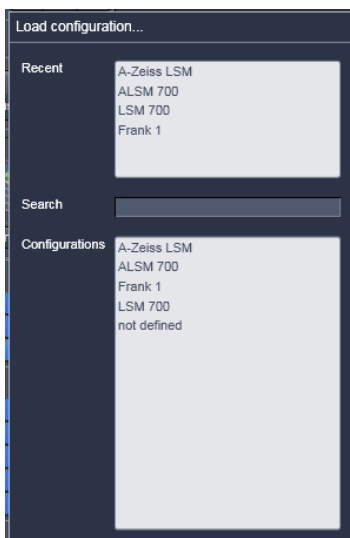 Load configuration...
Recent
A-Zeiss LSM
ALSM 700
LSM 700
Frank 1
Search
Configurations
A-Zeiss LSM
ALSM 700
Frank 1
LSM 700
not defined